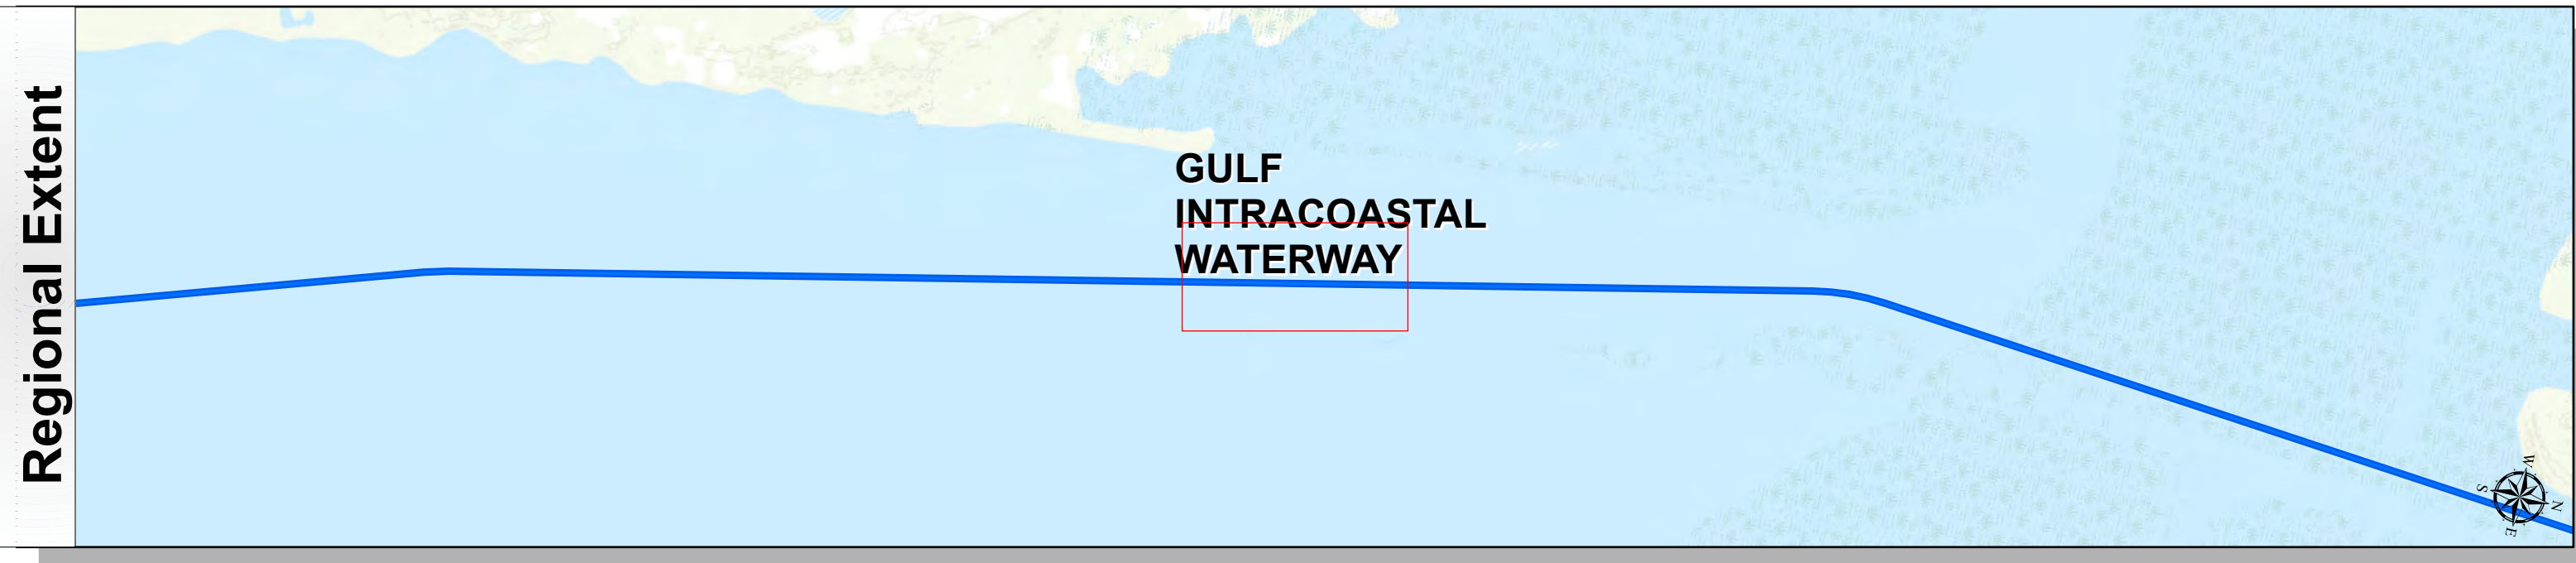 Regional Extent
GULF
INTRACOASTAL
WATERWAY
W
S
N
E